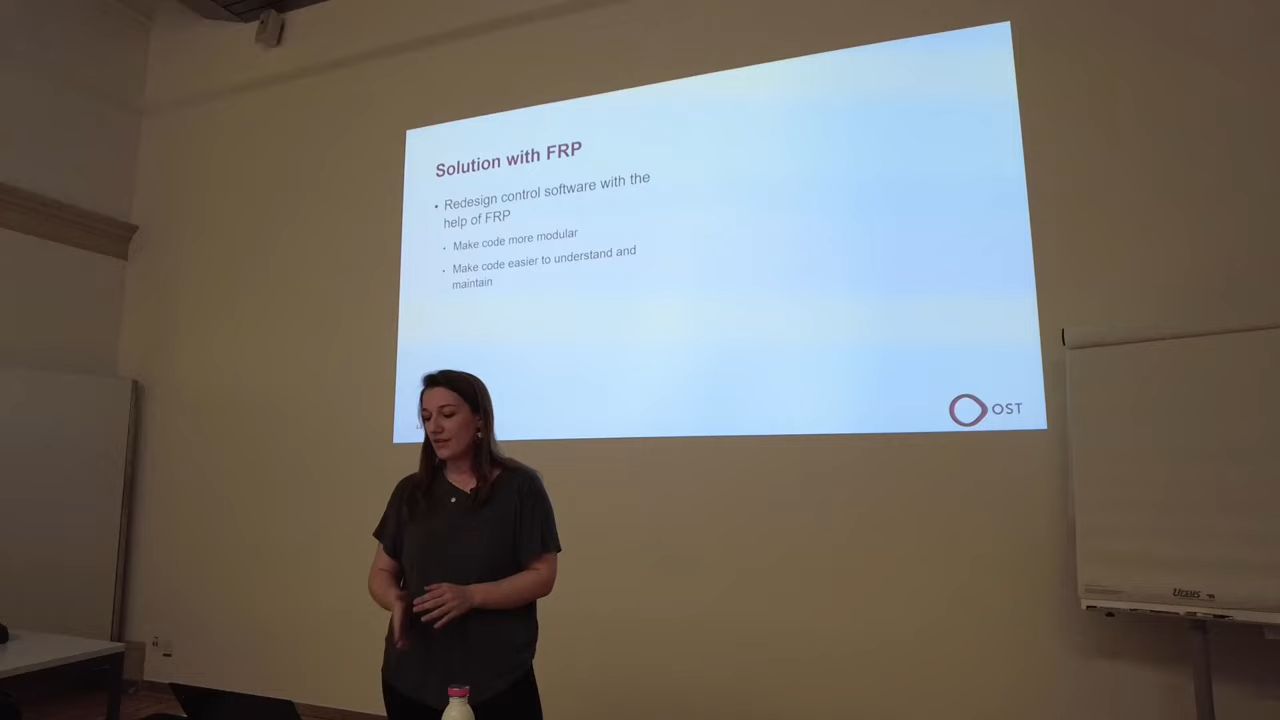 Solution with FRP
• Redesign control software with the
help of FRP
• Make code more modular
• Make code easier to understand and
maintain
OST